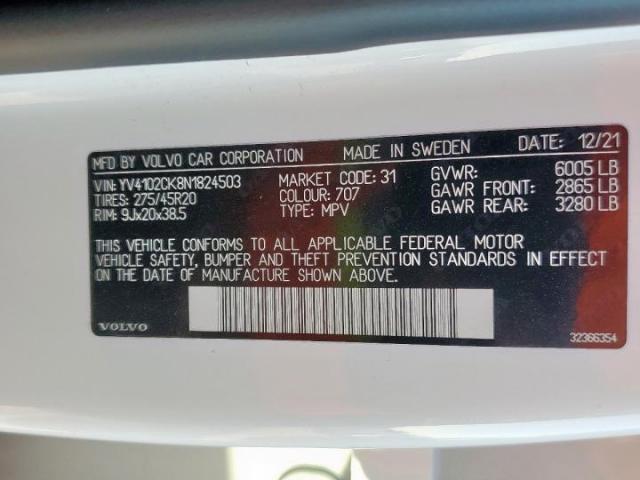 MFD BY VOLVO CAR CORPORATION MADE IN SWEDEN DATE: 12/21
VIN: YV4102CK8N1824503 MARKET CODE: 31 GVWR: 6005 LB
TIRES: 275/45R20 COLOUR: 707 GAWR FRONT: 2865 LB
RIM: 9Jx20x38.5 TYPE: MPV GAWR REAR: 3280 LB
THIS VEHICLE CONFORMS TO ALL APPLICABLE FEDERAL MOTOR
VEHICLE SAFETY, BUMPER AND THEFT PREVENTION STANDARDS IN EFFECT
ON THE DATE OF MANUFACTURE SHOWN ABOVE.
VOLVO 32366354